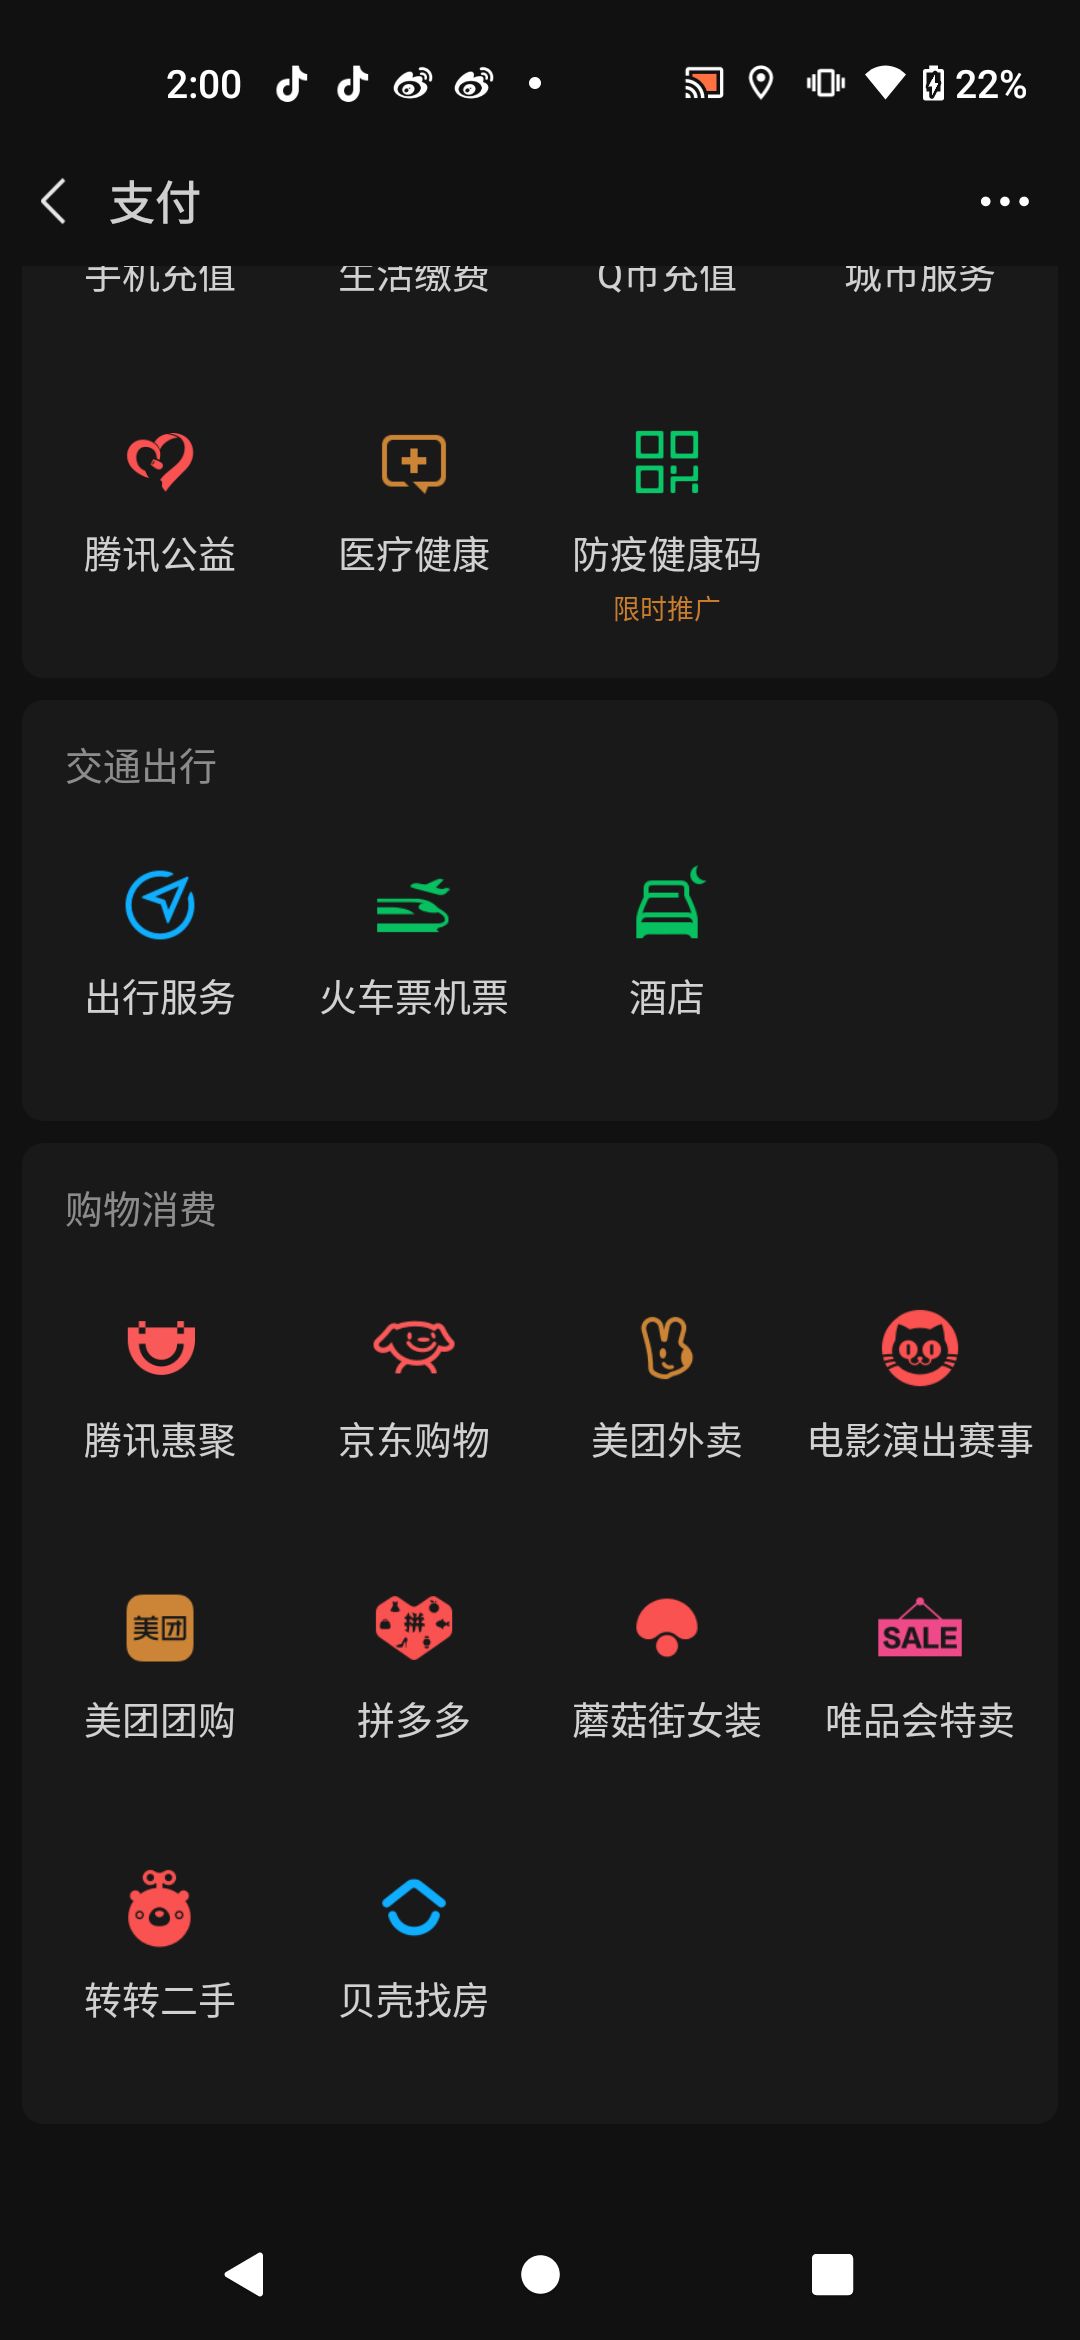 2:00
22%
支付
手机充值 生活缴费 Q币充值 城市服务
腾讯公益 医疗健康 防疫健康码
限时推广
交通出行
出行服务 火车票机票 酒店
购物消费
腾讯惠聚 京东购物 美团外卖 电影演出赛事
美团 拼 SALE
美团团购 拼多多 蘑菇街女装 唯品会特卖
转转二手 贝壳找房